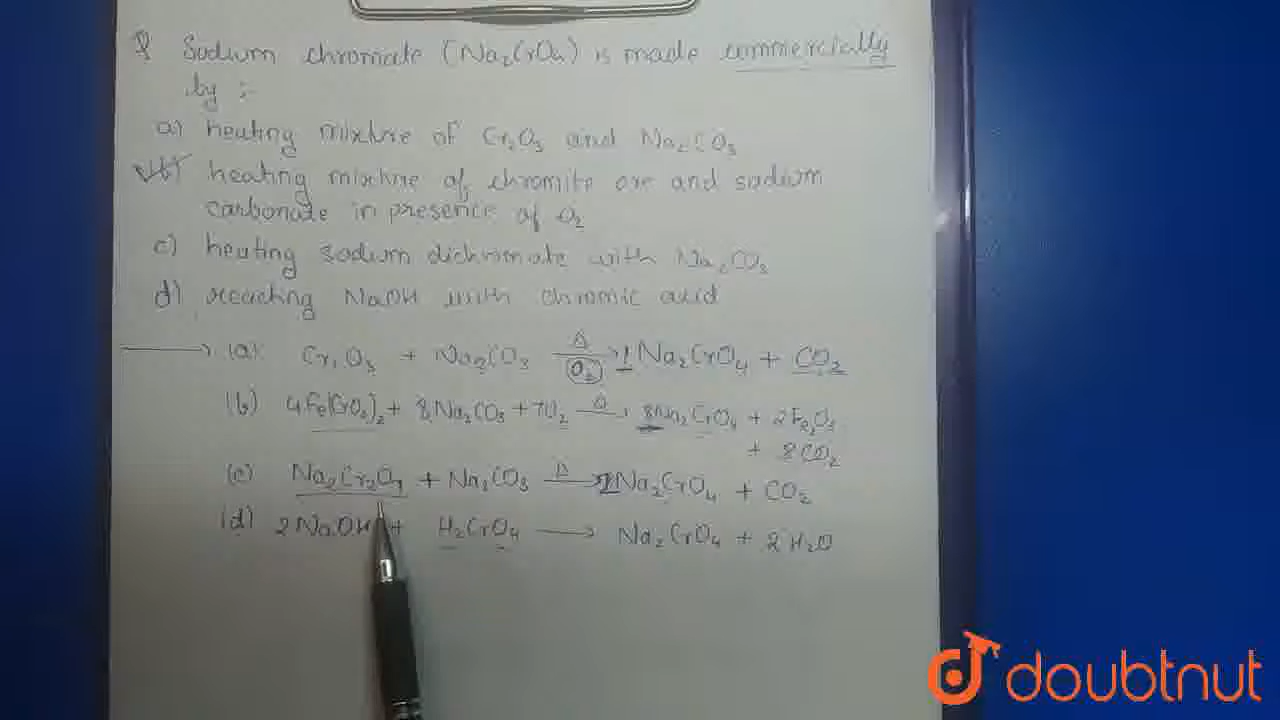 Q Sodium chromate (Na₂CrO₄) is made commercially
by :-
a) heating mixture of Cr₂O₃ and Na₂CO₃
b) heating mixture of chromite ore and sodium
carbonate in presence of O₂
c) heating sodium dichromate with Na₂CO₃
d) reacting NaOH with chromic acid
→ (a) Cr₂O₃ + Na₂CO₃ Δ/O₂ → Na₂CrO₄ + CO₂
(b) 4Fe(CrO₂)₂ + 8Na₂CO₃ + 7O₂ Δ→ 8Na₂CrO₄ + 2Fe₂O₃
+ 8CO₂
(c) Na₂Cr₂O₇ + Na₂CO₃ Δ→ 2Na₂CrO₄ + CO₂
(d) 2NaOH + H₂CrO₄ → Na₂CrO₄ + 2H₂O
doubtnut